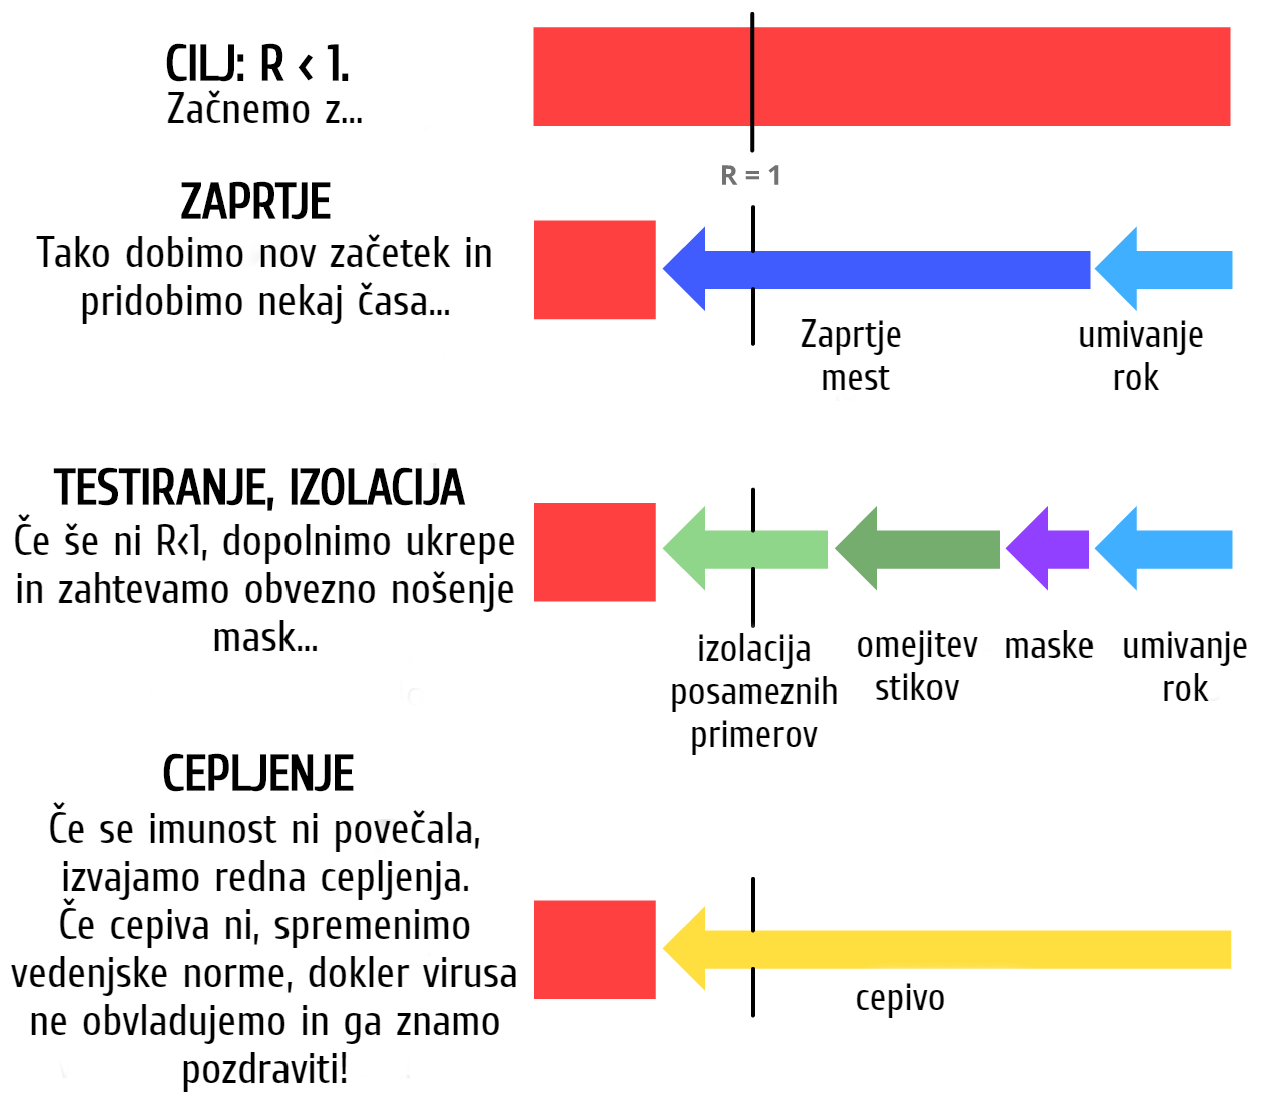 CILJ: R < 1.
Začnemo z...
R = 1
ZAPRTJE
Tako dobimo nov začetek in
pridobimo nekaj časa...
Zaprtje
mest
umivanje
rok
TESTIRANJE, IZOLACIJA
Če še ni R<1, dopolnimo ukrepe
in zahtevamo obvezno nošenje
mask...
izolacija
posameznih
primerov
omejitev
stikov
maske
umivanje
rok
CEPLJENJE
Če se imunost ni povečala,
izvajamo redna cepljenja.
Če cepiva ni, spremenimo
vedenjske norme, dokler virusa
ne obvladujemo in ga znamo
pozdraviti!
cepivo